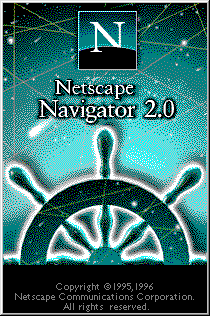 N
Netscape
Navigator 2.0
Copyright ©1995,1996
Netscape Communications Corporation.
All rights reserved.